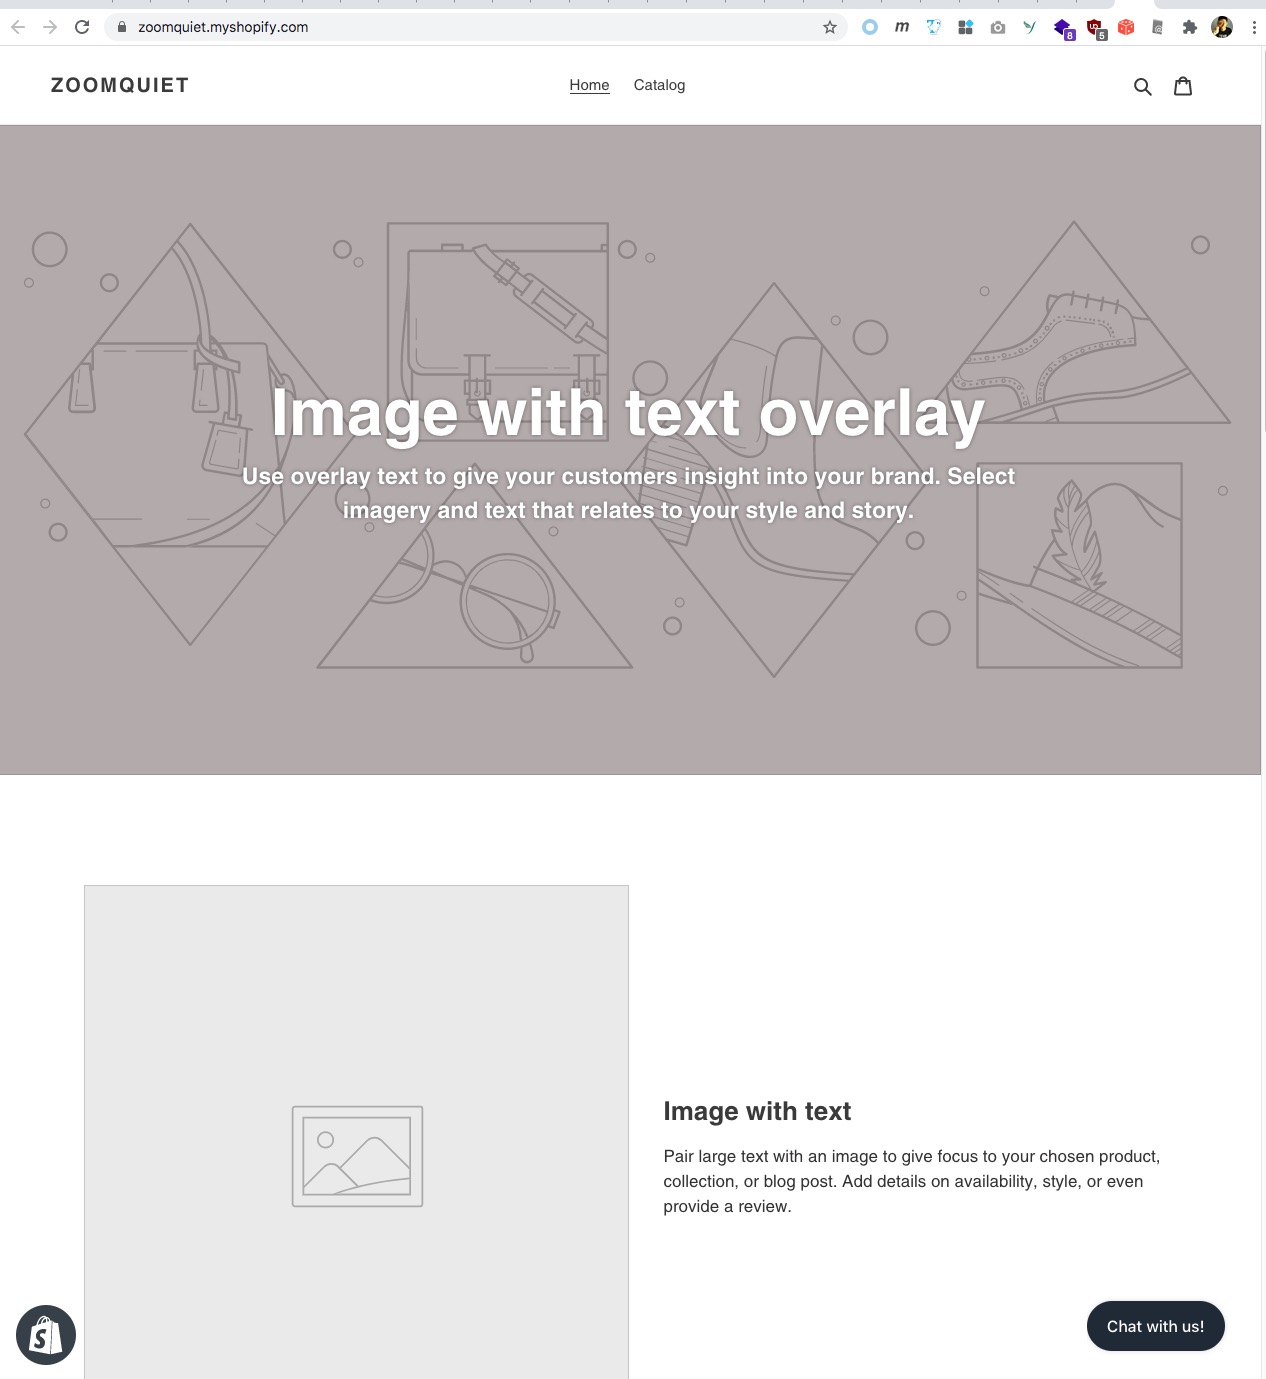 zoomquiet.myshopify.com
m
8
5
ZOOMQUIET
Home
Catalog
Image with text overlay
Use overlay text to give your customers insight into your brand. Select
imagery and text that relates to your style and story.
Image with text
Pair large text with an image to give focus to your chosen product,
collection, or blog post. Add details on availability, style, or even
provide a review.
S
Chat with us!